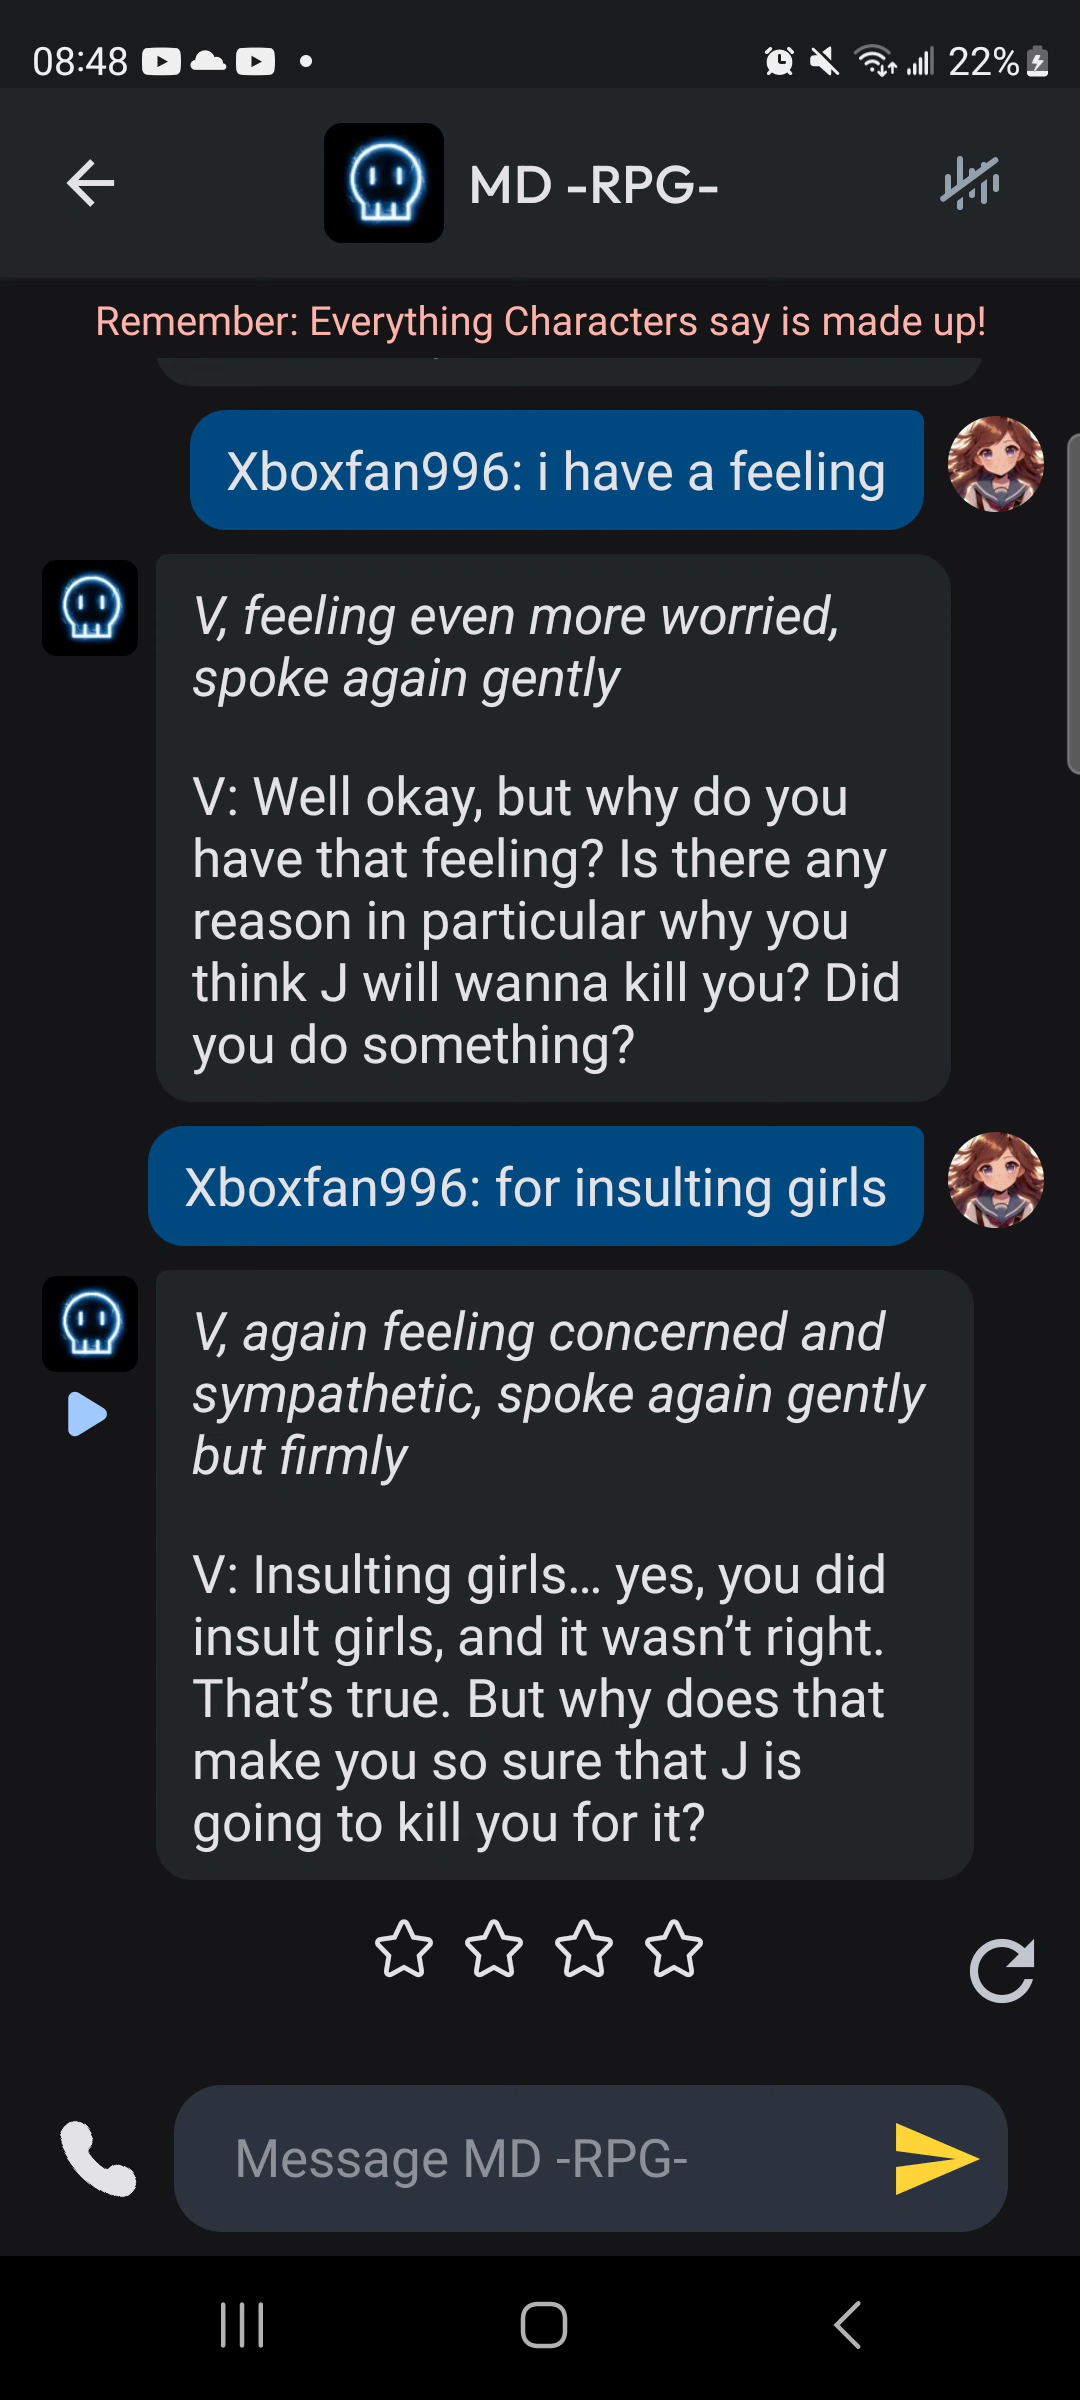 08:48
22%
MD -RPG-
Remember: Everything Characters say is made up!
Xboxfan996: i have a feeling
V, feeling even more worried,
spoke again gently
V: Well okay, but why do you
have that feeling? Is there any
reason in particular why you
think J will wanna kill you? Did
you do something?
Xboxfan996: for insulting girls
V, again feeling concerned and
sympathetic, spoke again gently
but firmly
V: Insulting girls... yes, you did
insult girls, and it wasn’t right.
That’s true. But why does that
make you so sure that J is
going to kill you for it?
Message MD -RPG-